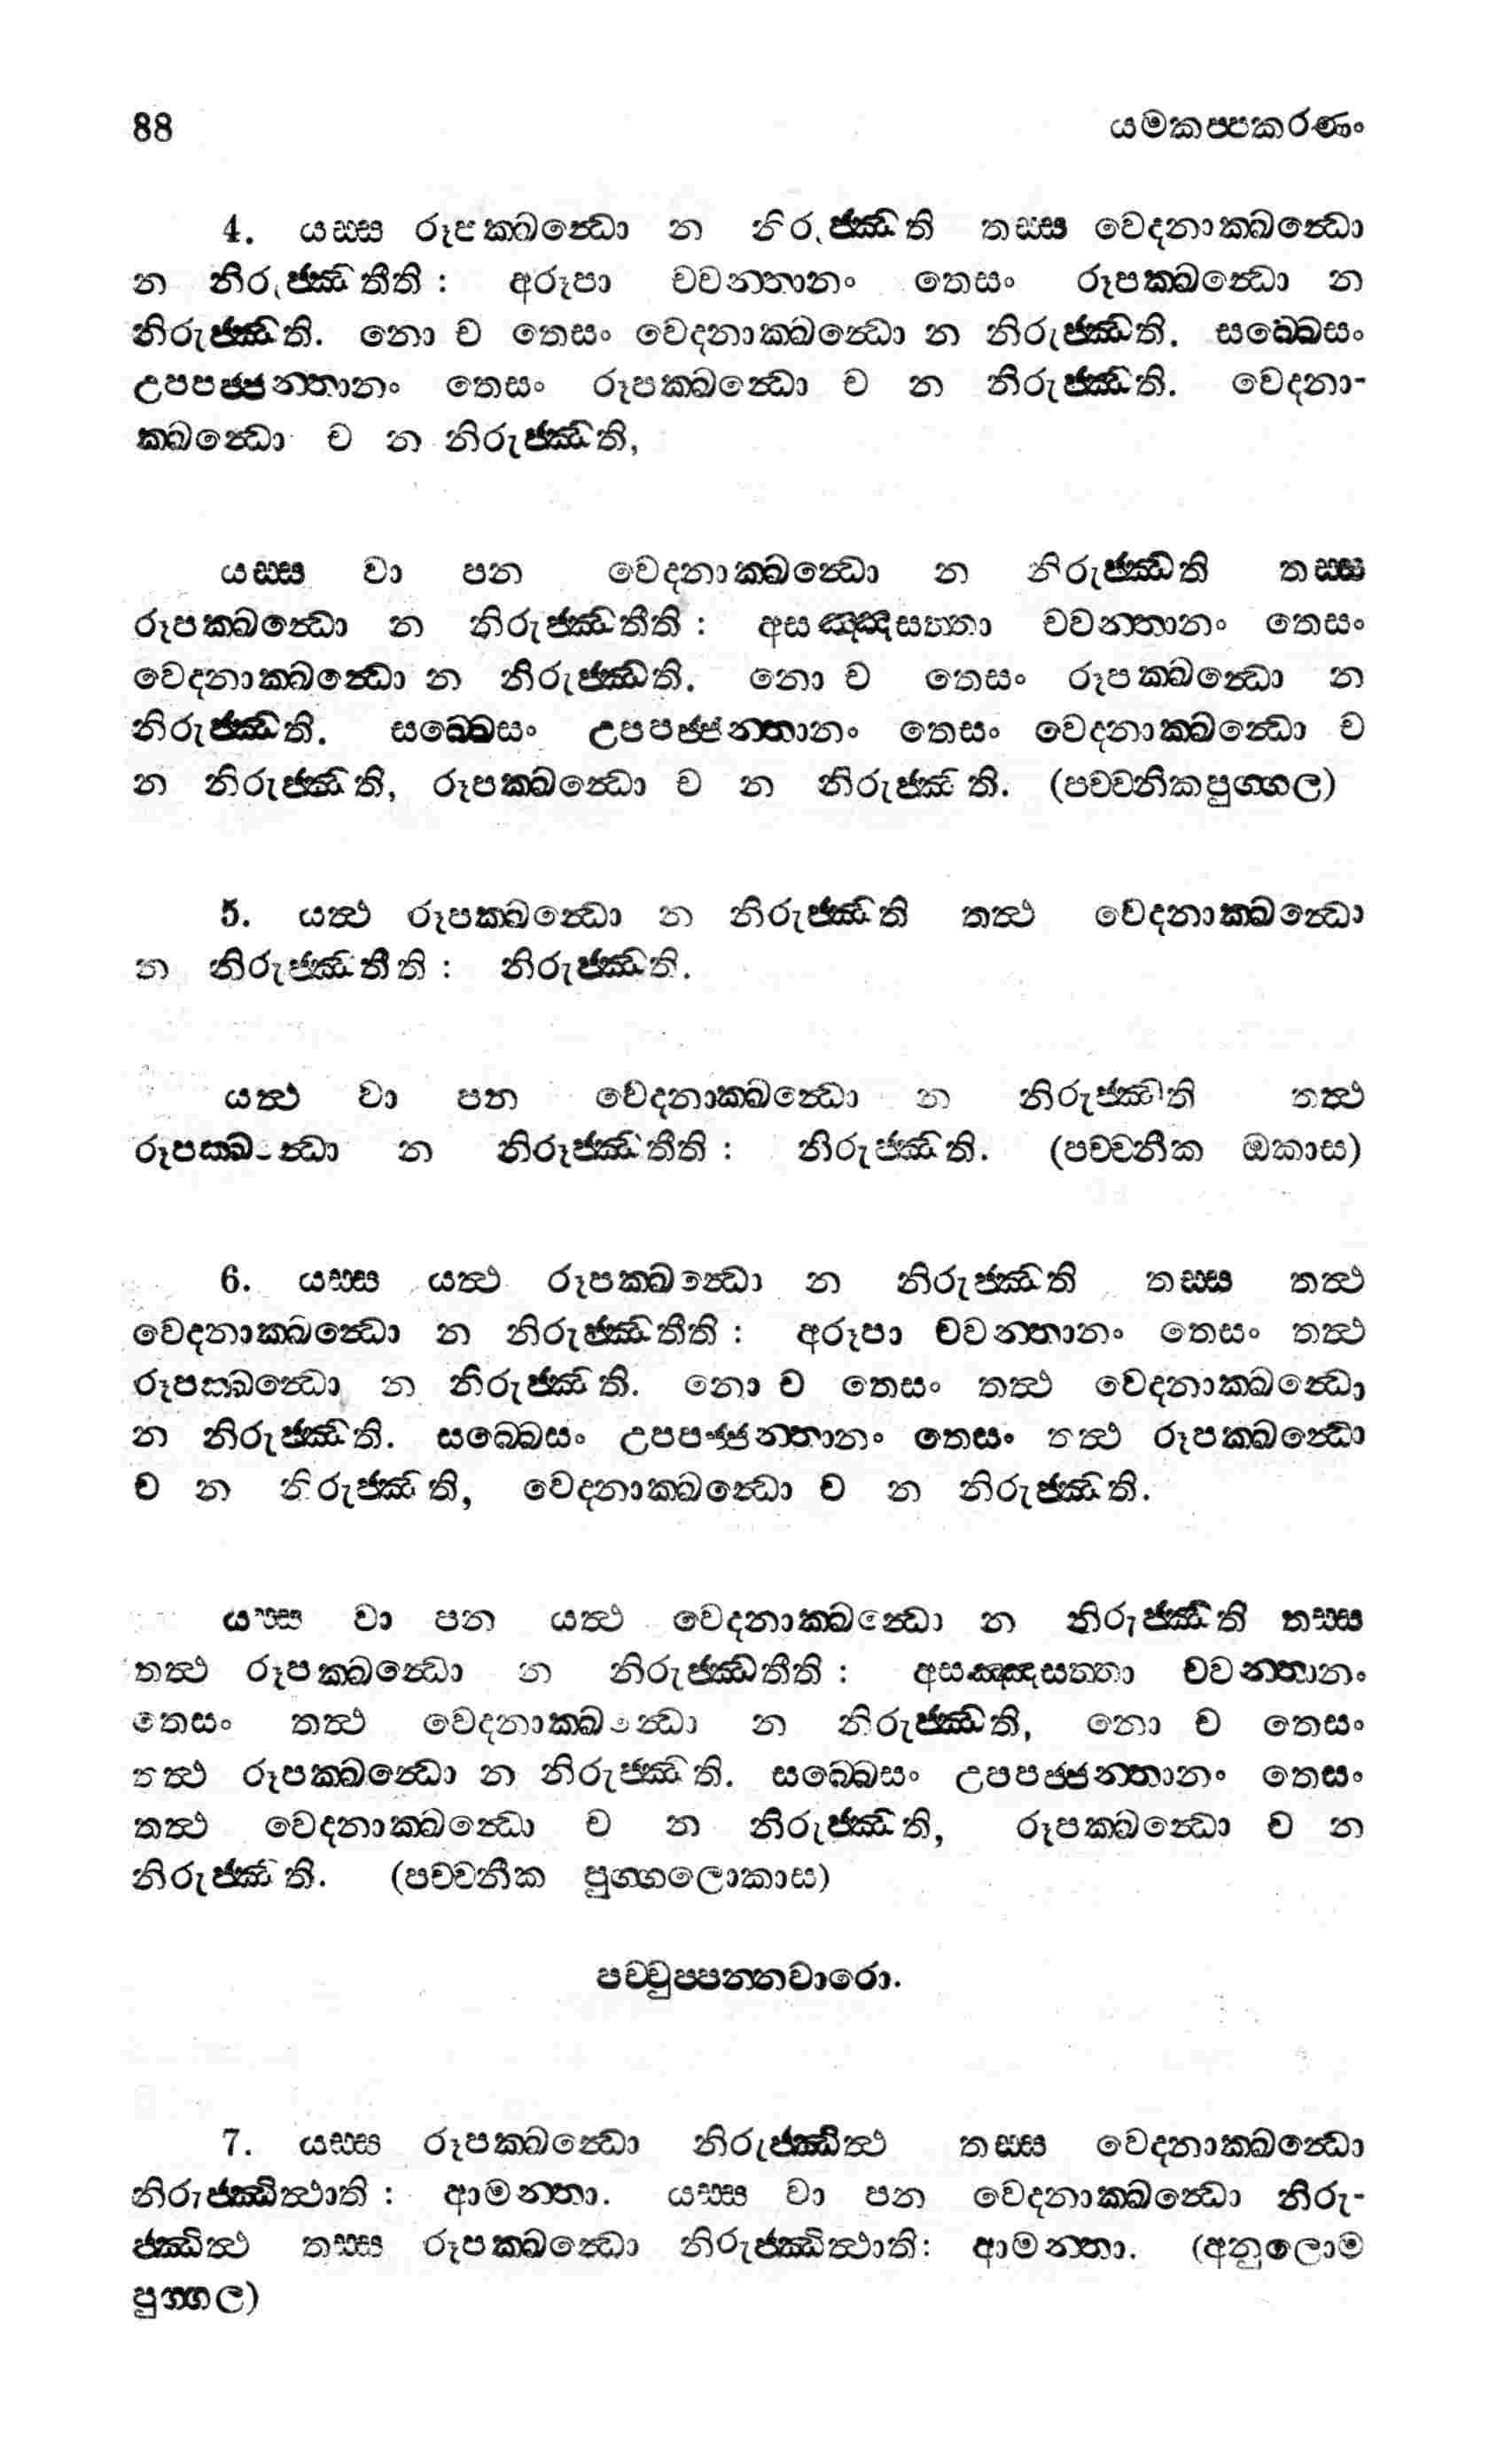 88 යමකප්පකරණං
4. යස්ස රූපක්ඛන්ධො න නිරුජ්ඣති තස්ස වෙදනාක්ඛන්ධො
න නිරුජ්ඣතීති : අරූපා චවන්තානං තෙසං රූපක්ඛන්ධො න
නිරුජ්ඣති. නො ච තෙසං වෙදනාක්ඛන්ධො න නිරුජ්ඣති. සබ්බෙසං
උපපජ්ජන්තානං තෙසං රූපක්ඛන්ධො ච න නිරුජ්ඣති. වෙදනා-
ක්ඛන්ධො ච න නිරුජ්ඣති,
යස්ස වා පන වෙදනාක්ඛන්ධො න නිරුජ්ඣති තස්ස
රූපක්ඛන්ධො න නිරුජ්ඣතීති : අසඤ්ඤසත්තා චවන්තානං තෙසං
වෙදනාක්ඛන්ධො න නිරුජ්ඣති. නො ච තෙසං රූපක්ඛන්ධො න
නිරුජ්ඣති. සබ්බෙසං උපපජ්ජන්තානං තෙසං වෙදනාක්ඛන්ධො ච
න නිරුජ්ඣති, රූපක්ඛන්ධො ච න නිරුජ්ඣති. (පච්චනිකපුග්ගල)
5. යත්ථ රූපක්ඛන්ධො න නිරුජ්ඣති තත්ථ වෙදනාක්ඛන්ධො
න නිරුජ්ඣතීති : නිරුජ්ඣති.
යත්ථ වා පන වෙදනාක්ඛන්ධො න නිරුජ්ඣති තත්ථ
රූපක්ඛන්ධො න නිරූජ්ඣතීති : නිරුජ්ඣති. (පච්චනීක ඔකාස)
6. යස්ස යත්ථ රූපක්ඛන්ධො න නිරුජ්ඣති තස්ස තත්ථ
වෙදනාක්ඛන්ධො න නිරුජ්ඣතීති : අරූපා චවන්තානං තෙසං තත්ථ
රූපක්ඛන්ධො න නිරුජ්ඣති. නො ච තෙසං තත්ථ වෙදනාක්ඛන්ධො
න නිරුජ්ඣති. සබ්බෙසං උපපජ්ජන්තානං තෙසං තත්ථ රූපක්ඛන්ධො
ච න නිරුජ්ඣති, වෙදනාක්ඛන්ධො ච න නිරුජ්ඣති.
යස්ස වා පන යත්ථ වෙදනාක්ඛන්ධො න නිරුජ්ඣති තස්ස
තත්ථ රූපක්ඛන්ධො න නිරුජ්ඣතීති : අසඤ්ඤසත්තා චවන්තානං
තෙසං තත්ථ වෙදනාක්ඛන්ධො න නිරුජ්ඣති, නො ච තෙසං
තත්ථ රූපක්ඛන්ධො න නිරුජ්ඣති. සබ්බෙසං උපපජ්ජන්තානං තෙසං
තත්ථ වෙදනාක්ඛන්ධො ච න නිරුජ්ඣති, රූපක්ඛන්ධො ච න
නිරුජ්ඣති. (පච්චනීක පුග්ගලොකාස)
පච්චුප්පන්නවාරො.
7. යස්ස රූපක්ඛන්ධො නිරුජ්ඣිත්ථ තස්ස වෙදනාක්ඛන්ධො
නිරුජ්ඣිත්ථාති : ආමන්තා. යස්ස වා පන වෙදනාක්ඛන්ධො නිරු-
ජ්ඣිත්ථ තස්ස රූපක්ඛන්ධො නිරුජ්ඣිත්ථාති: ආමන්තා. (අනුලොම
පුග්ගල)